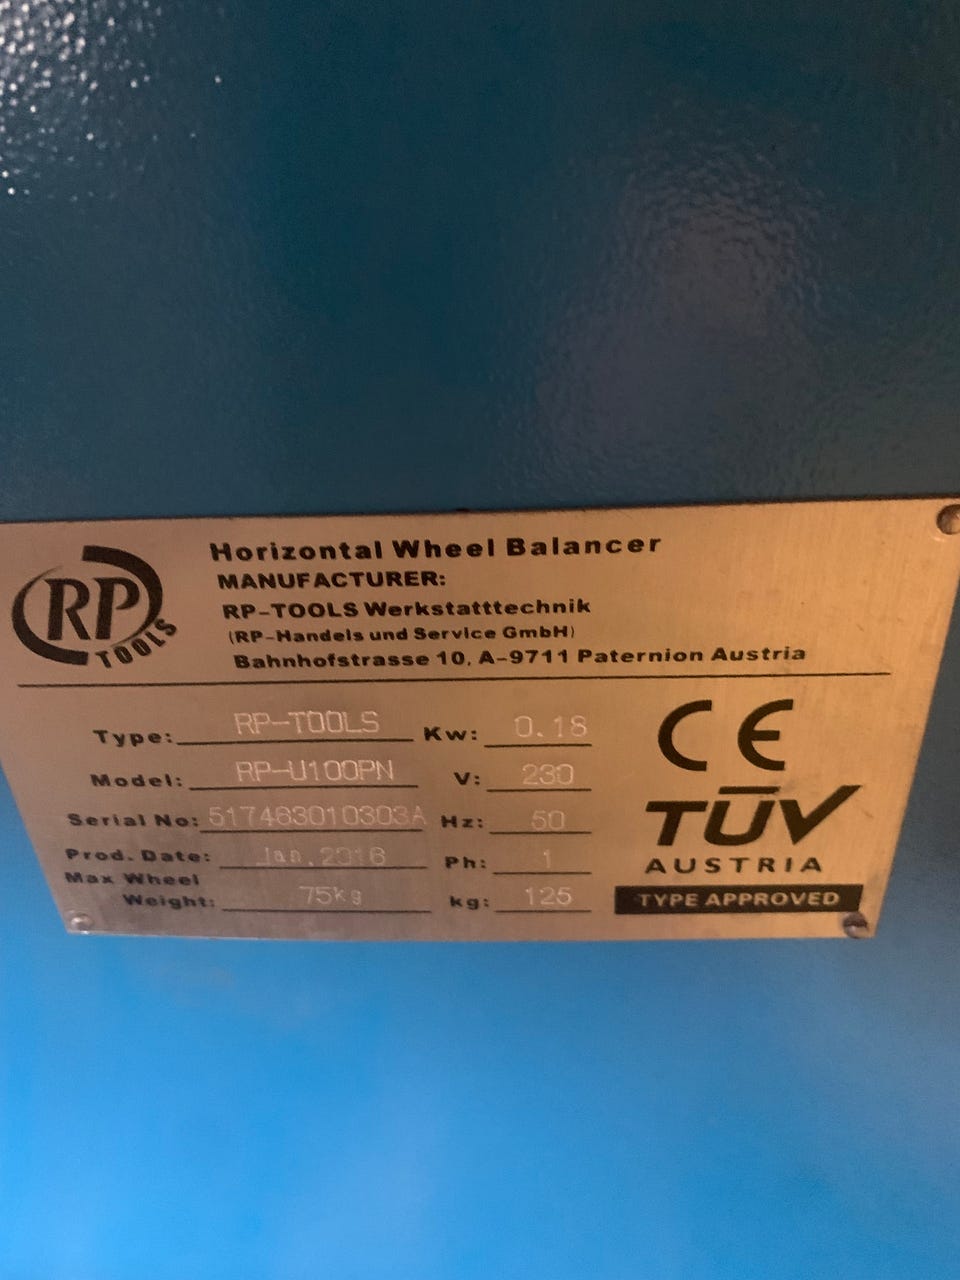 RP
TOOLS
Horizontal Wheel Balancer
MANUFACTURER:
RP-TOOLS Werkstatttechnik
(RP-Handels und Service GmbH)
Bahnhofstrasse 10, A-9711 Paternion Austria
Type: RP-TOOLS Kw: 0.18
Model: RP-U100PN V: 230
Serial No: 517463010303A Hz: 50
Prod. Date: Jan. 2016 Ph: 1
Max Wheel
Weight: 75kg kg: 125
CE
TÜV
AUSTRIA
TYPE APPROVED